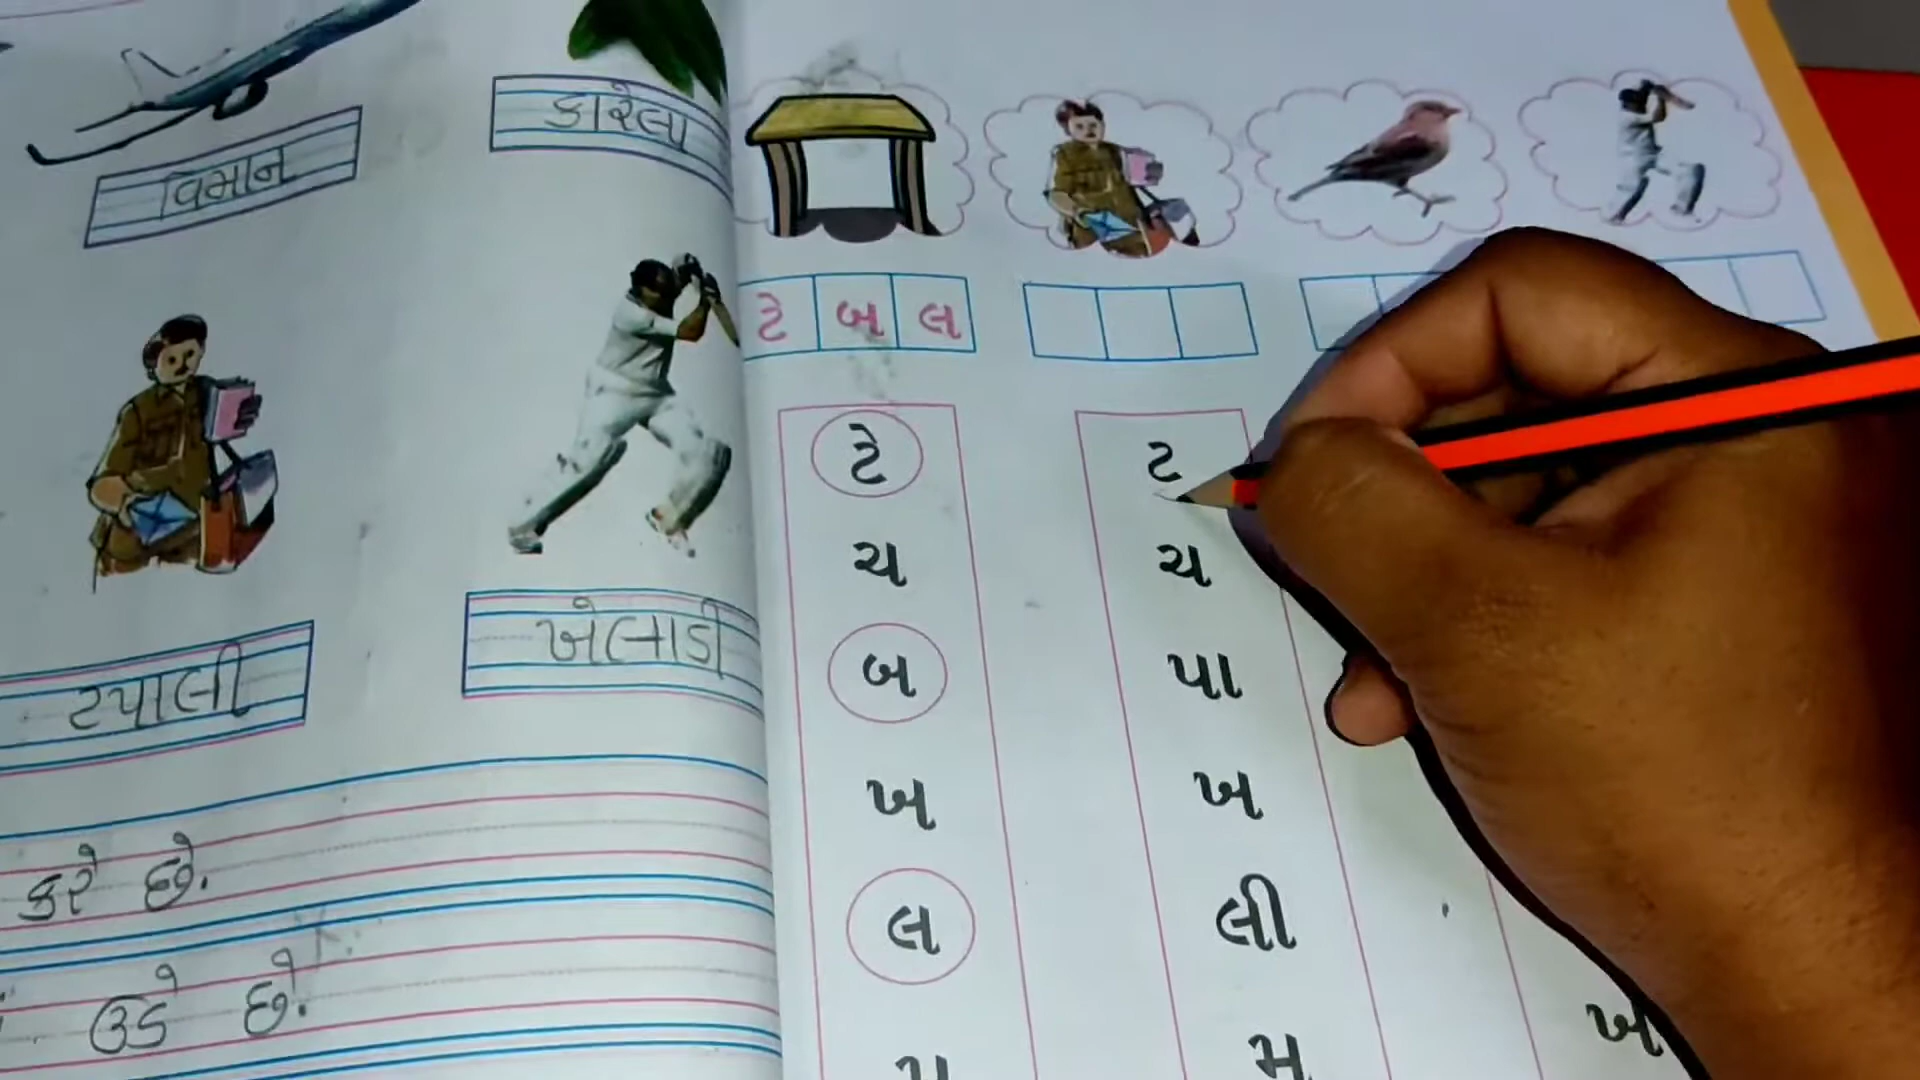 વિમાન
કારેલા
ટપાલી
ખેલાડી
કરે છે.
ઉડે છે.
ટે બ લ
ટે
ચ
બ
ખ
લ
ટ
ચ
પા
ખ
લી
મ
ખ